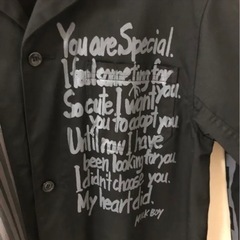 You are Special.
I feel something for
So cute I want you.
you to adopt you
Until now I have
been looking for you
I didn't choose you.
My heart did.
MILK BOY